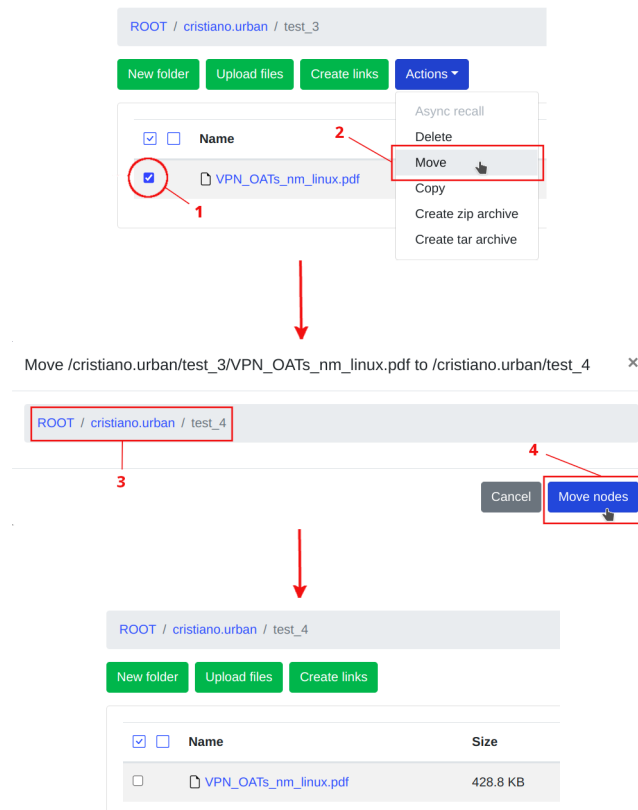 ROOT / cristiano.urban / test_3
New folder Upload files Create links Actions
Async recall
Delete
2
Name
Move
VPN_OATs_nm_linux.pdf
Copy
1
Create zip archive
Create tar archive
Move /cristiano.urban/test_3/VPN_OATs_nm_linux.pdf to /cristiano.urban/test_4 ×
ROOT / cristiano.urban / test_4
4
3
Cancel Move nodes
ROOT / cristiano.urban / test_4
New folder Upload files Create links
Name Size
VPN_OATs_nm_linux.pdf 428.8 KB